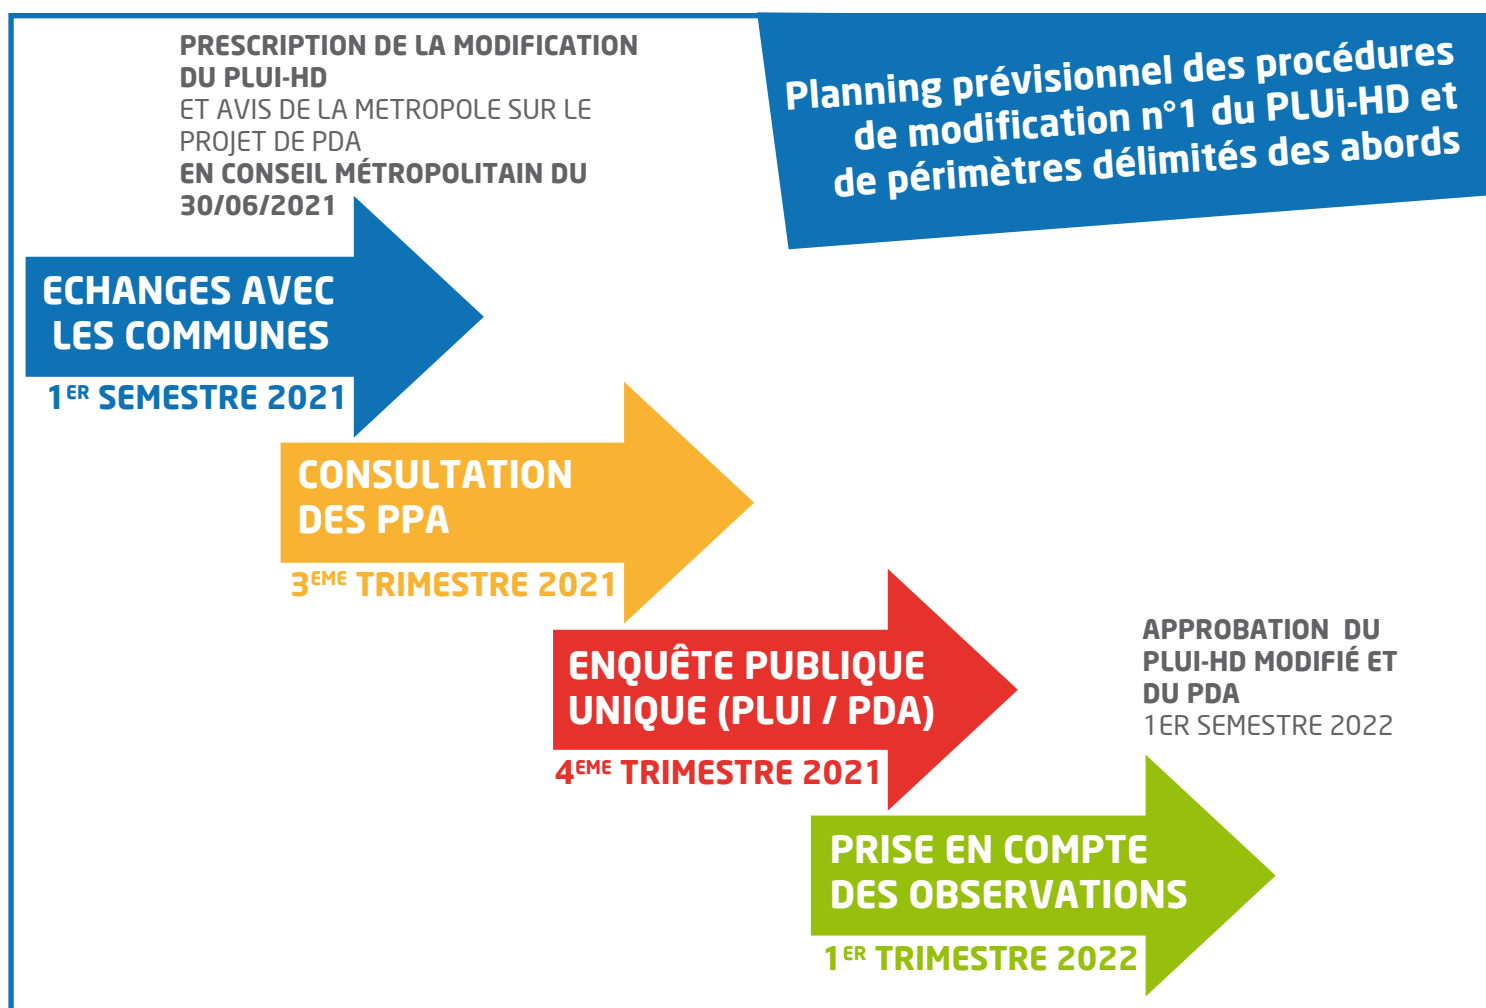 Planning prévisionnel des procédures
de modification n°1 du PLUi-HD et
de périmètres délimités des abords
PRESCRIPTION DE LA MODIFICATION
DU PLUI-HD
ET AVIS DE LA METROPOLE SUR LE
PROJET DE PDA
EN CONSEIL MÉTROPOLITAIN DU
30/06/2021
ECHANGES AVEC
LES COMMUNES
1ER SEMESTRE 2021
CONSULTATION
DES PPA
3EME TRIMESTRE 2021
ENQUÊTE PUBLIQUE
UNIQUE (PLUI / PDA)
4EME TRIMESTRE 2021
APPROBATION DU
PLUI-HD MODIFIÉ ET
DU PDA
1ER SEMESTRE 2022
PRISE EN COMPTE
DES OBSERVATIONS
1ER TRIMESTRE 2022